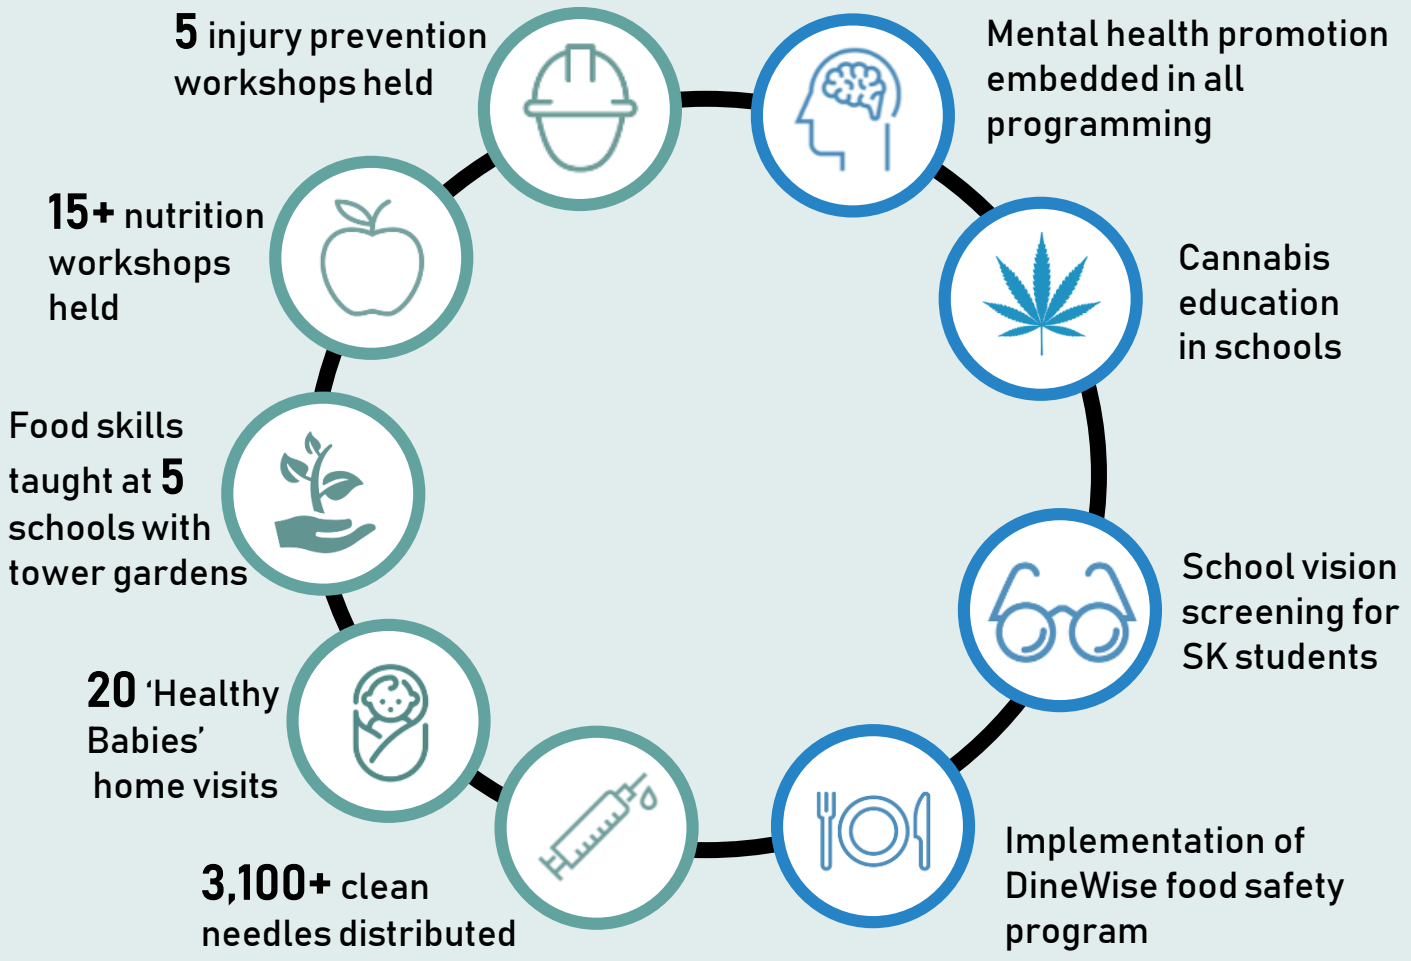 5 injury prevention
workshops held
Mental health promotion
embedded in all
programming
15+ nutrition
workshops
held
Cannabis
education
in schools
Food skills
taught at 5
schools with
tower gardens
School vision
screening for
SK students
20 ‘Healthy
Babies’
home visits
3,100+ clean
needles distributed
Implementation of
DineWise food safety
program